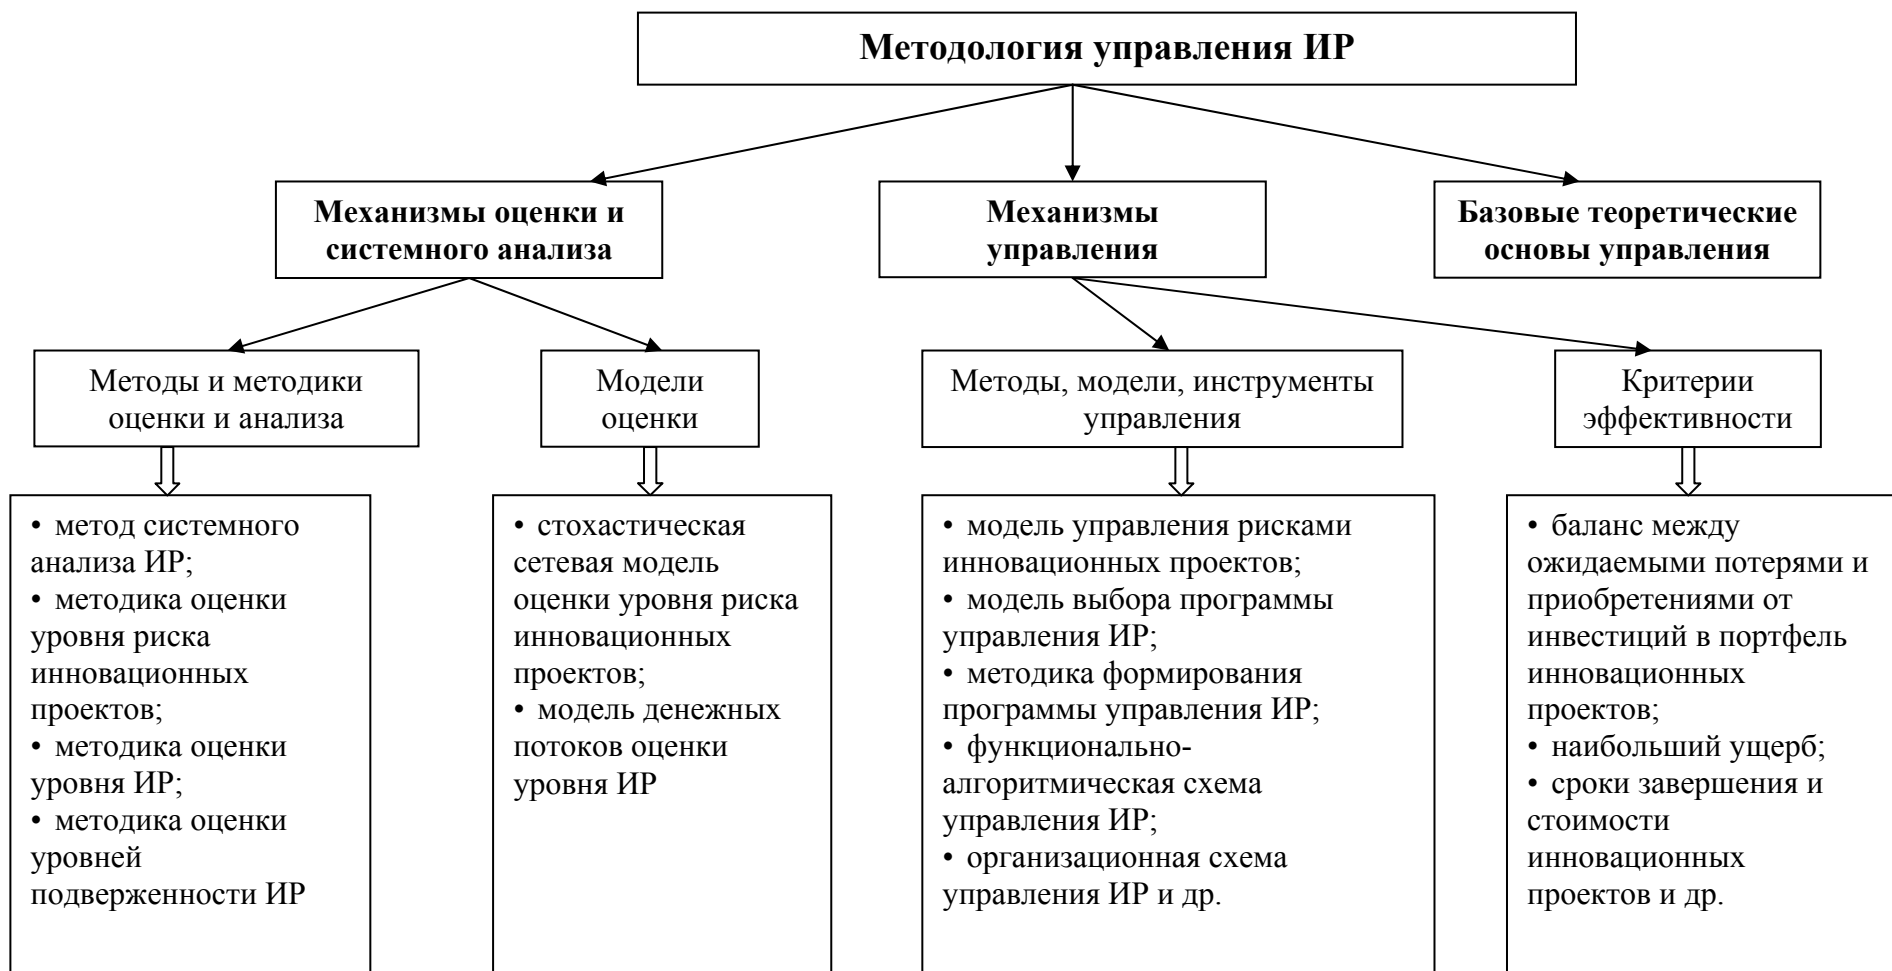 Методология управления ИР
Механизмы оценки и
системного анализа
Механизмы
управления
Базовые теоретические
основы управления
Методы и методики
оценки и анализа
Модели
оценки
Методы, модели, инструменты
управления
Критерии
эффективности
• метод системного
анализа ИР;
• методика оценки
уровня риска
инновационных
проектов;
• методика оценки
уровня ИР;
• методика оценки
уровней
подверженности ИР
• стохастическая
сетевая модель
оценки уровня риска
инновационных
проектов;
• модель денежных
потоков оценки
уровня ИР
• модель управления рисками
инновационных проектов;
• модель выбора программы
управления ИР;
• методика формирования
программы управления ИР;
• функционально-
алгоритмическая схема
управления ИР;
• организационная схема
управления ИР и др.
• баланс между
ожидаемыми потерями и
приобретениями от
инвестиций в портфель
инновационных
проектов;
• наибольший ущерб;
• сроки завершения и
стоимости
инновационных
проектов и др.